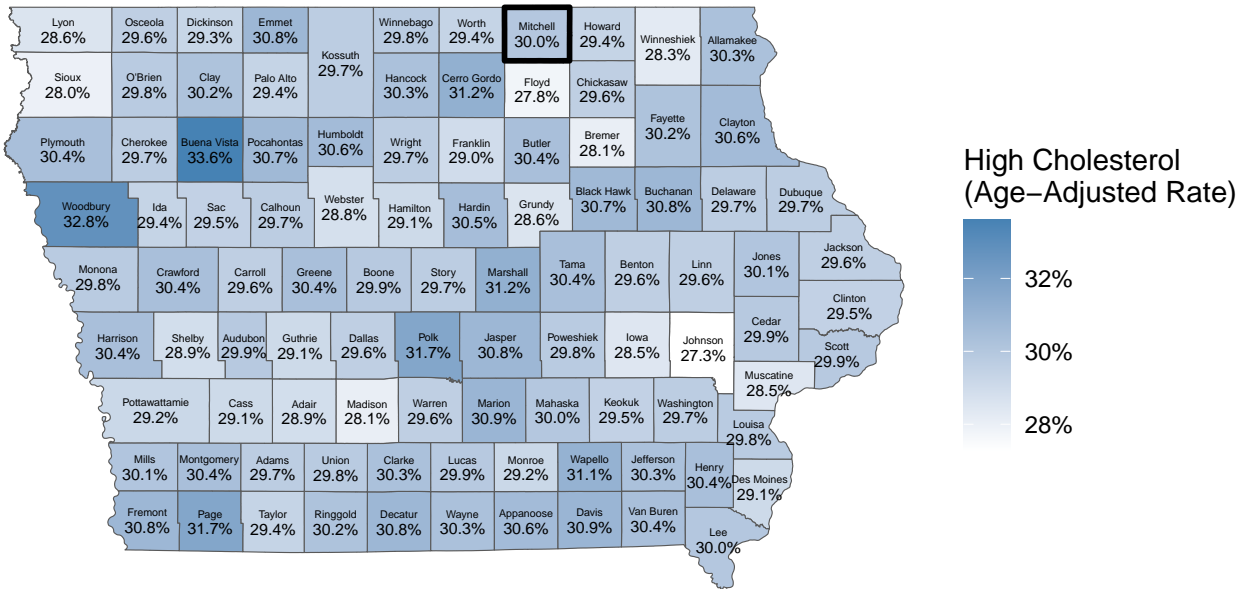 Lyon
28.6%
Osceola
29.6%
Dickinson
29.3%
Emmet
30.8%
Kossuth
29.7%
Winnebago
29.8%
Worth
29.4%
Mitchell
30.0%
Howard
29.4%
Winneshiek
28.3%
Allamakee
30.3%
Sioux
28.0%
O'Brien
29.8%
Clay
30.2%
Palo Alto
29.4%
Hancock
30.3%
Cerro Gordo
31.2%
Floyd
27.8%
Chickasaw
29.6%
Fayette
30.2%
Clayton
30.6%
Plymouth
30.4%
Cherokee
29.7%
Buena Vista
33.6%
Pocahontas
30.7%
Humboldt
30.6%
Wright
29.7%
Franklin
29.0%
Butler
30.4%
Bremer
28.1%
High Cholesterol
(Age−Adjusted Rate)
Woodbury
32.8%
Ida
29.4%
Sac
29.5%
Calhoun
29.7%
Webster
28.8%
Hamilton
29.1%
Hardin
30.5%
Grundy
28.6%
Black Hawk
30.7%
Buchanan
30.8%
Delaware
29.7%
Dubuque
29.7%
Monona
29.8%
Crawford
30.4%
Carroll
29.6%
Greene
30.4%
Boone
29.9%
Story
29.7%
Marshall
31.2%
Tama
30.4%
Benton
29.6%
Linn
29.6%
Jones
30.1%
Jackson
29.6%
Clinton
29.5%
32%
30%
28%
Harrison
30.4%
Shelby
28.9%
Audubon
29.9%
Guthrie
29.1%
Dallas
29.6%
Polk
31.7%
Jasper
30.8%
Poweshiek
29.8%
Iowa
28.5%
Johnson
27.3%
Cedar
29.9%
Scott
29.9%
Muscatine
28.5%
Pottawattamie
29.2%
Cass
29.1%
Adair
28.9%
Madison
28.1%
Warren
29.6%
Marion
30.9%
Mahaska
30.0%
Keokuk
29.5%
Washington
29.7%
Louisa
29.8%
Mills
30.1%
Montgomery
30.4%
Adams
29.7%
Union
29.8%
Clarke
30.3%
Lucas
29.9%
Monroe
29.2%
Wapello
31.1%
Jefferson
30.3%
Henry
30.4%
Des Moines
29.1%
Fremont
30.8%
Page
31.7%
Taylor
29.4%
Ringgold
30.2%
Decatur
30.8%
Wayne
30.3%
Appanoose
30.6%
Davis
30.9%
Van Buren
30.4%
Lee
30.0%